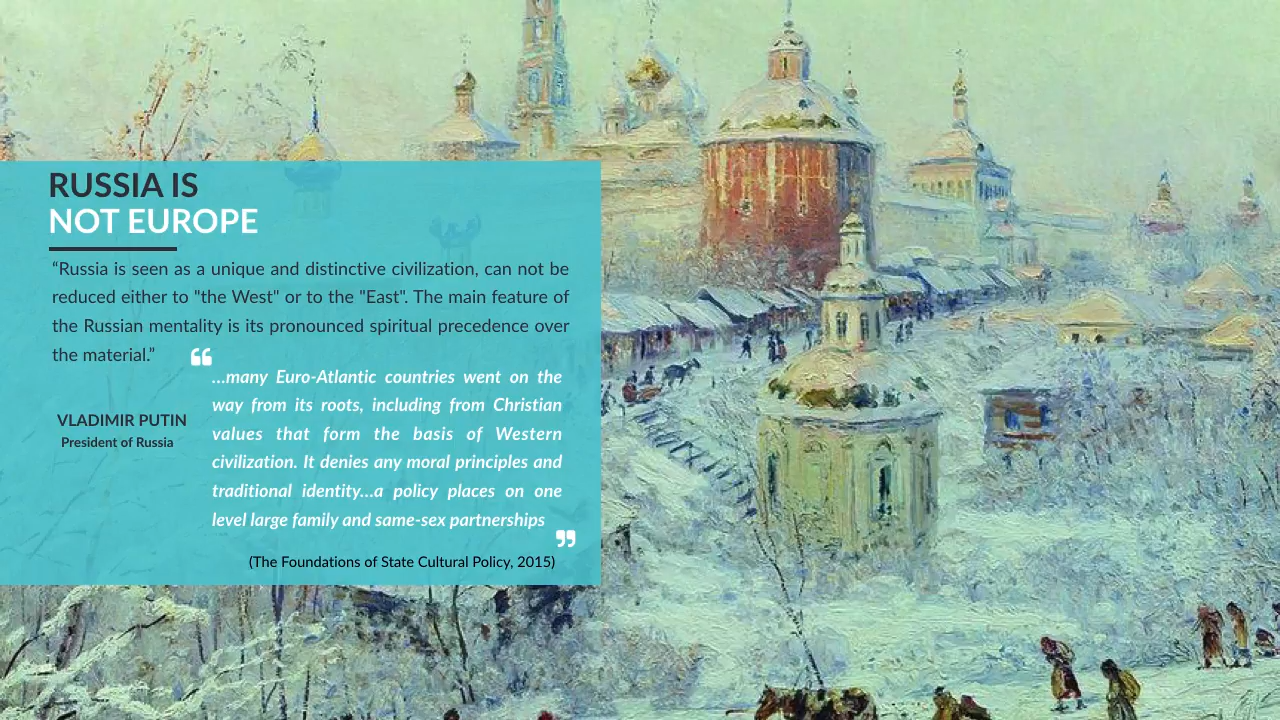 RUSSIA IS
NOT EUROPE
“Russia is seen as a unique and distinctive civilization, can not be
reduced either to "the West" or to the "East". The main feature of
the Russian mentality is its pronounced spiritual precedence over
the material.”
“
…many Euro-Atlantic countries went on the
way from its roots, including from Christian
values that form the basis of Western
civilization. It denies any moral principles and
traditional identity…a policy places on one
level large family and same-sex partnerships
”
VLADIMIR PUTIN
President of Russia
(The Foundations of State Cultural Policy, 2015)